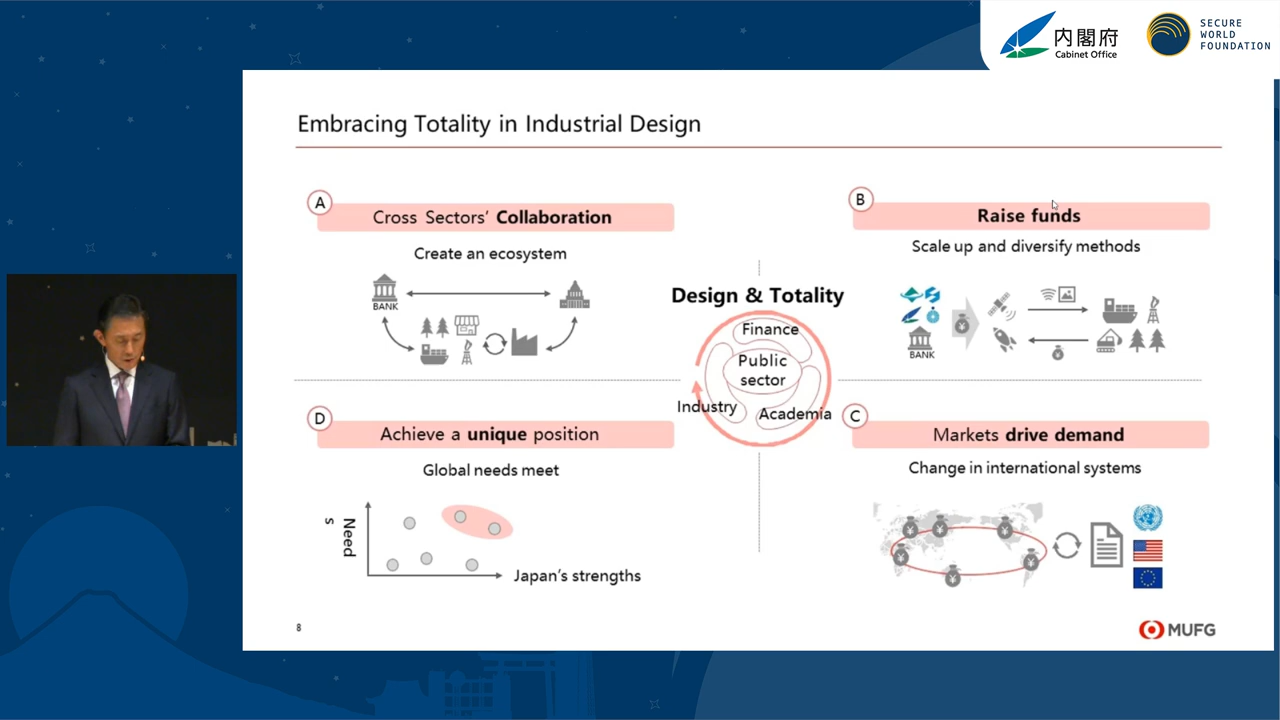 内閣府
Cabinet Office
SECURE
WORLD
FOUNDATION
Embracing Totality in Industrial Design
A
Cross Sectors' Collaboration
Create an ecosystem
BANK
B
Raise funds
Scale up and diversify methods
BANK
Design & Totality
Finance
Public
sector
Industry
Academia
D
Achieve a unique position
Global needs meet
Need
s
Japan's strengths
C
Markets drive demand
Change in international systems
¥
¥
¥
¥
¥
¥
¥
¥
8
MUFG